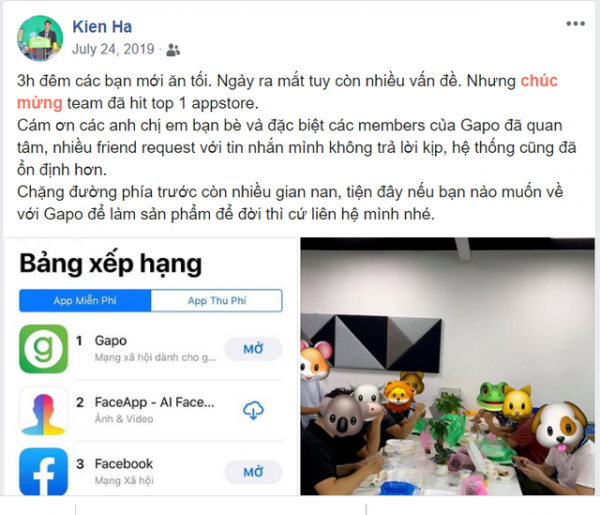 Kien Ha
July 24, 2019 ·
3h đêm các bạn mới ăn tối. Ngày ra mắt tuy còn nhiều vấn đề. Nhưng chúc
mừng team đã hit top 1 appstore.
Cám ơn các anh chị em bạn bè và đặc biệt các members của Gapo đã quan
tâm, nhiều friend request với tin nhắn mình không trả lời kịp, hệ thống cũng đã
ổn định hơn.
Chặng đường phía trước còn nhiều gian nan, tiện đây nếu bạn nào muốn về
với Gapo để làm sản phẩm để đời thì cứ liên hệ mình nhé.
Bảng xếp hạng
App Miễn Phí App Thu Phí
1 Gapo
Mạng xã hội dành cho g...
MỞ
2 FaceApp - AI Face...
Ảnh & Video
3 Facebook
Mạng Xã hội
MỞ